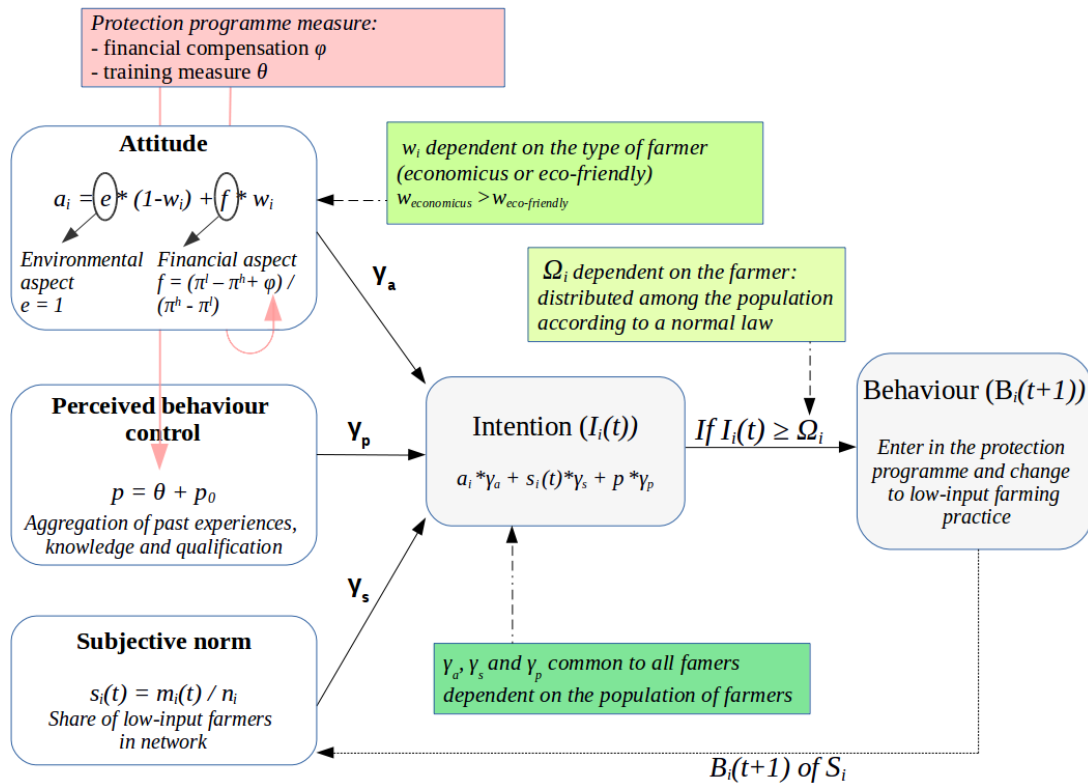 Protection programme measure:
- financial compensation φ
- training measure θ
Attitude
aᵢ = e * (1-wᵢ) + f * wᵢ
Environmental
aspect
e = 1
Financial aspect
f = (πˡ – πʰ+ φ) /
(πʰ - πˡ)
wᵢ dependent on the type of farmer
(economicus or eco-friendly)
w_economicus >w_eco-friendly
γₐ
Ωᵢ dependent on the farmer:
distributed among the population
according to a normal law
Perceived behaviour
control
p = θ + p₀
Aggregation of past experiences,
knowledge and qualification
γₚ
Intention (Iᵢ(t))
aᵢ *γₐ + sᵢ(t)*γₛ + p *γₚ
If Iᵢ(t) ≥ Ωᵢ
Behaviour (Bᵢ(t+1))
Enter in the protection
programme and change
to low-input farming
practice
γₛ
Subjective norm
sᵢ(t) = mᵢ(t) / nᵢ
Share of low-input farmers
in network
γₐ, γₛ and γₚ common to all famers
dependent on the population of farmers
Bᵢ(t+1) of Sᵢ